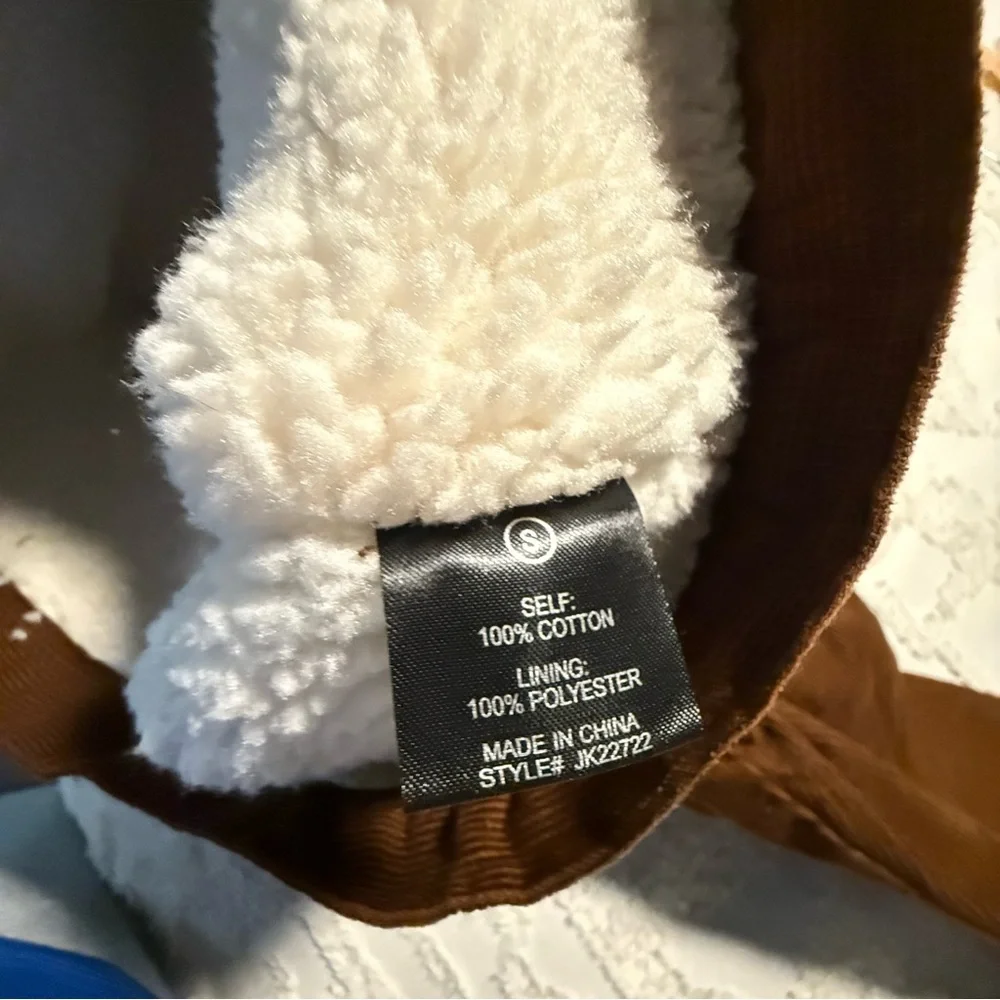 S
SELF:
100% COTTON
LINING:
100% POLYESTER
MADE IN CHINA
STYLE# JK22722